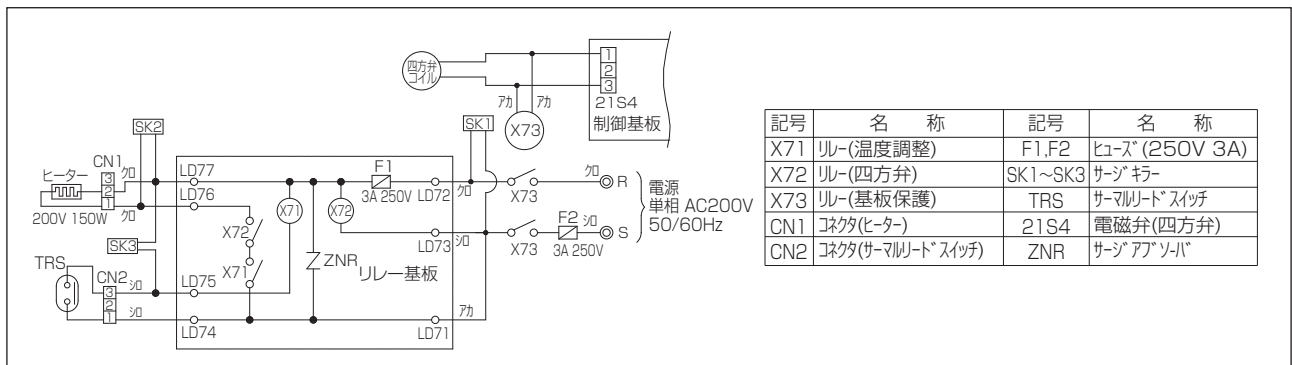 四方弁
コイル
1
2
3
アカ アカ
21S4
制御基板
X73
SK2
SK1
CN1
ヒーター
3
2
1
クロ
クロ
200V 150W
LD77
LD76
F1
3A 250V
LD72
クロ
X71
X72
X73
クロ
R
電源
単相 AC200V
50/60Hz
X72
X71
LD73
シロ
X73
F2
シロ
3A 250V
S
SK3
ZNR
リレー基板
TRS
CN2
シロ
3
2
1
シロ
LD75
LD74
アカ
LD71
記号 名 称 記号 名 称
X71 リレー(温度調整) F1,F2 ヒューズ(250V 3A)
X72 リレー(四方弁) SK1~SK3 サージキラー
X73 リレー(基板保護) TRS サーマルリードスイッチ
CN1 コネクタ(ヒーター) 21S4 電磁弁(四方弁)
CN2 コネクタ(サーマルリードスイッチ) ZNR サージアブソーバ